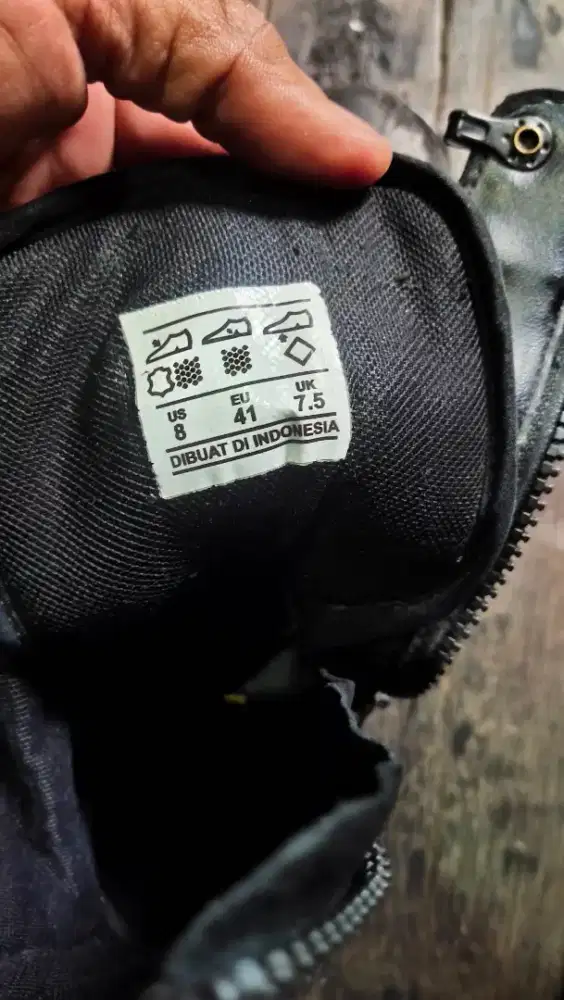 US EU UK
8 41 7.5
DIBUAT DI INDONESIA